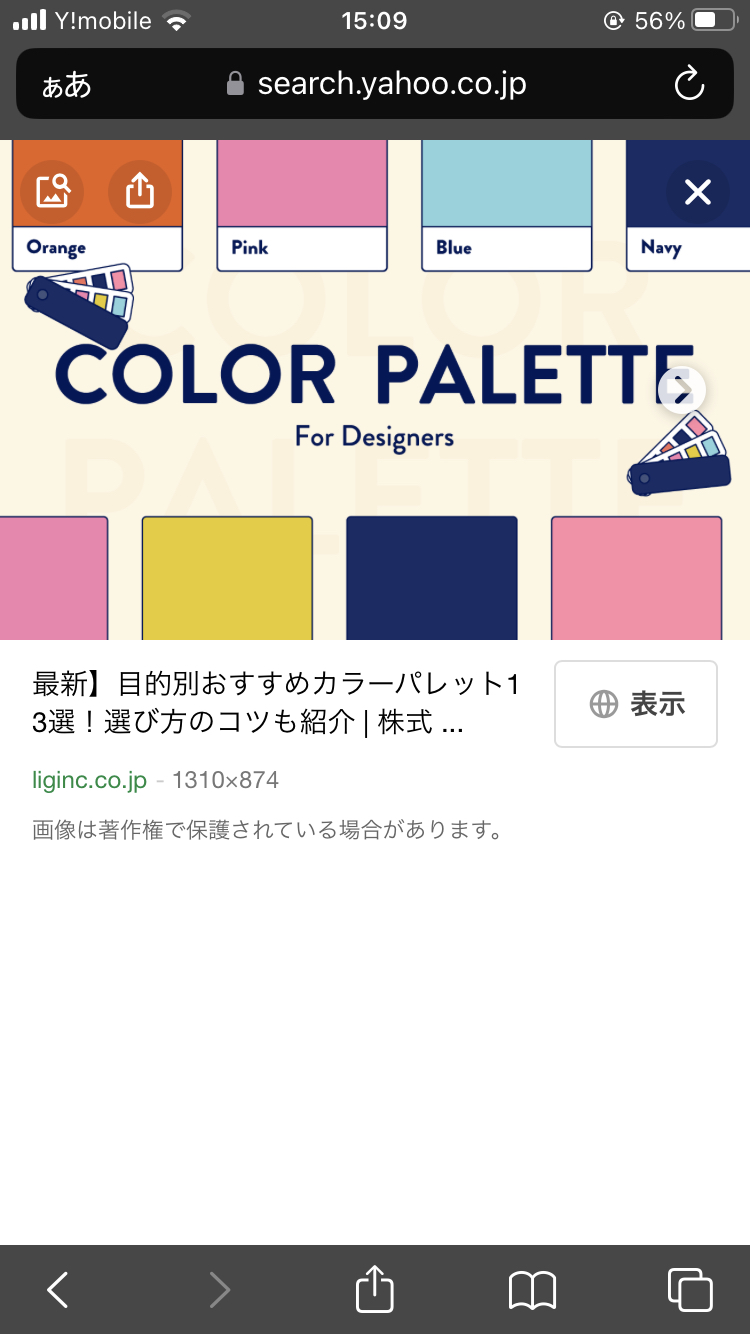 Y!mobile 15:09 56%
ぁあ search.yahoo.co.jp
Orange Pink Blue Navy
COLOR
COLOR PALETTE
For Designers
PALETTE
最新】目的別おすすめカラーパレット1
3選！選び方のコツも紹介 | 株式 ...
表示
liginc.co.jp - 1310×874
画像は著作権で保護されている場合があります。